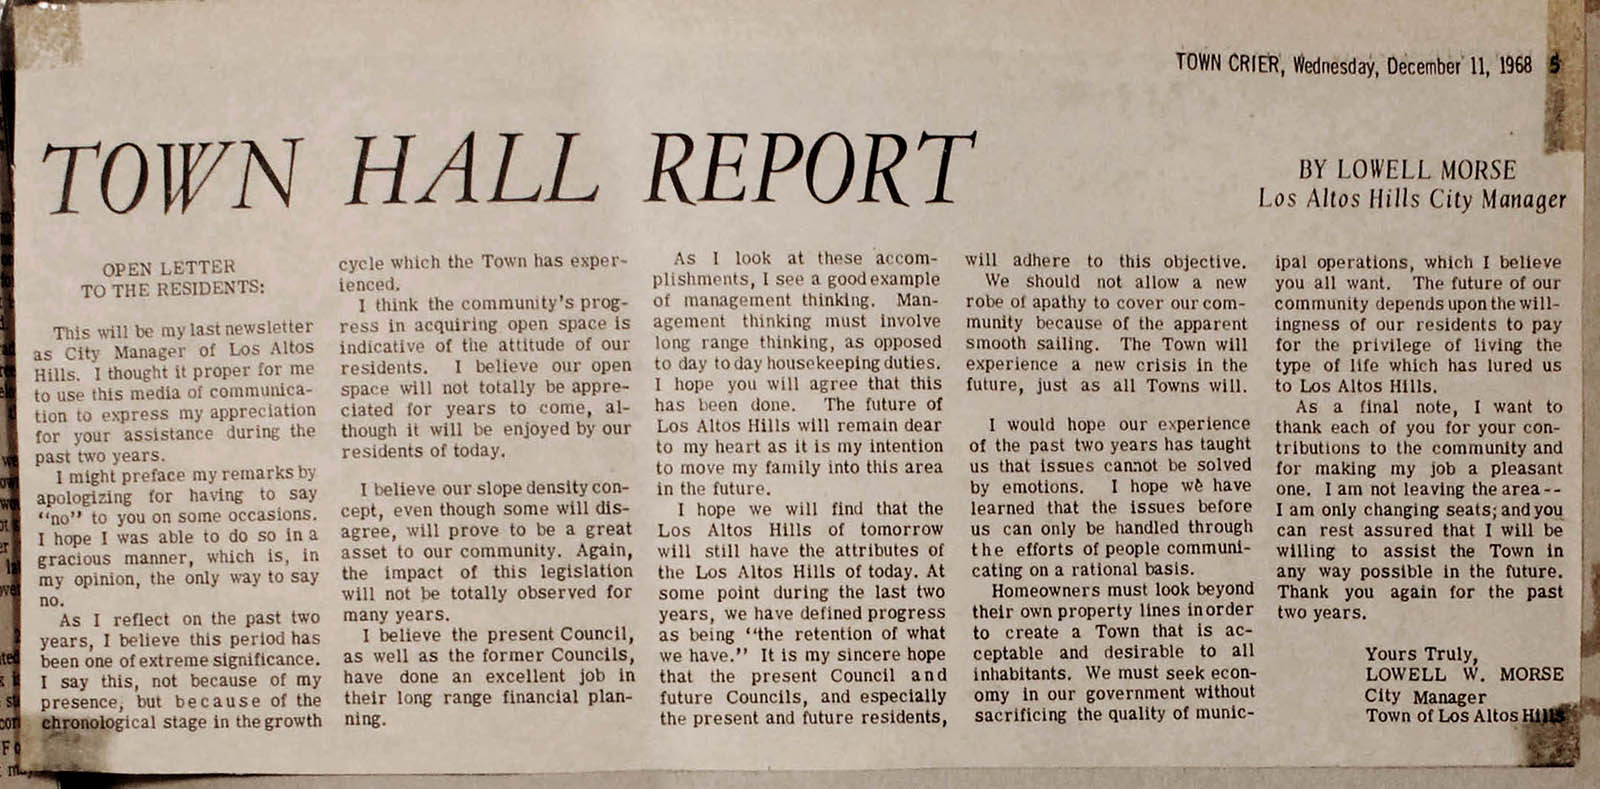 TOWN CRIER, Wednesday, December 11, 1968 5
TOWN HALL REPORT
BY LOWELL MORSE
Los Altos Hills City Manager
OPEN LETTER
TO THE RESIDENTS:
This will be my last newsletter
as City Manager of Los Altos
Hills. I thought it proper for me
to use this media of communica-
tion to express my appreciation
for your assistance during the
past two years.
I might preface my remarks by
apologizing for having to say
"no" to you on some occasions.
I hope I was able to do so in a
gracious manner, which is, in
my opinion, the only way to say
no.
As I reflect on the past two
years, I believe this period has
been one of extreme significance.
I say this, not because of my
presence, but because of the
chronological stage in the growth
cycle which the Town has exper-
ienced.
I think the community's prog-
ress in acquiring open space is
indicative of the attitude of our
residents. I believe our open
space will not totally be appre-
ciated for years to come, al-
though it will be enjoyed by our
residents of today.
I believe our slope density con-
cept, even though some will dis-
agree, will prove to be a great
asset to our community. Again,
the impact of this legislation
will not be totally observed for
many years.
I believe the present Council,
as well as the former Councils,
have done an excellent job in
their long range financial plan-
ning.
As I look at these accom-
plishments, I see a good example
of management thinking. Man-
agement thinking must involve
long range thinking, as opposed
to day to day housekeeping duties.
I hope you will agree that this
has been done. The future of
Los Altos Hills will remain dear
to my heart as it is my intention
to move my family into this area
in the future.
I hope we will find that the
Los Altos Hills of tomorrow
will still have the attributes of
the Los Altos Hills of today. At
some point during the last two
years, we have defined progress
as being "the retention of what
we have." It is my sincere hope
that the present Council and
future Councils, and especially
the present and future residents,
will adhere to this objective.
We should not allow a new
robe of apathy to cover our com-
munity because of the apparent
smooth sailing. The Town will
experience a new crisis in the
future, just as all Towns will.
I would hope our experience
of the past two years has taught
us that issues cannot be solved
by emotions. I hope we have
learned that the issues before
us can only be handled through
the efforts of people communi-
cating on a rational basis.
Homeowners must look beyond
their own property lines in order
to create a Town that is ac-
ceptable and desirable to all
inhabitants. We must seek econ-
omy in our government without
sacrificing the quality of munic-
ipal operations, which I believe
you all want. The future of our
community depends upon the will-
ingness of our residents to pay
for the privilege of living the
type of life which has lured us
to Los Altos Hills.
As a final note, I want to
thank each of you for your con-
tributions to the community and
for making my job a pleasant
one. I am not leaving the area--
I am only changing seats; and you
can rest assured that I will be
willing to assist the Town in
any way possible in the future.
Thank you again for the past
two years.
Yours Truly,
LOWELL W. MORSE
City Manager
Town of Los Altos Hills